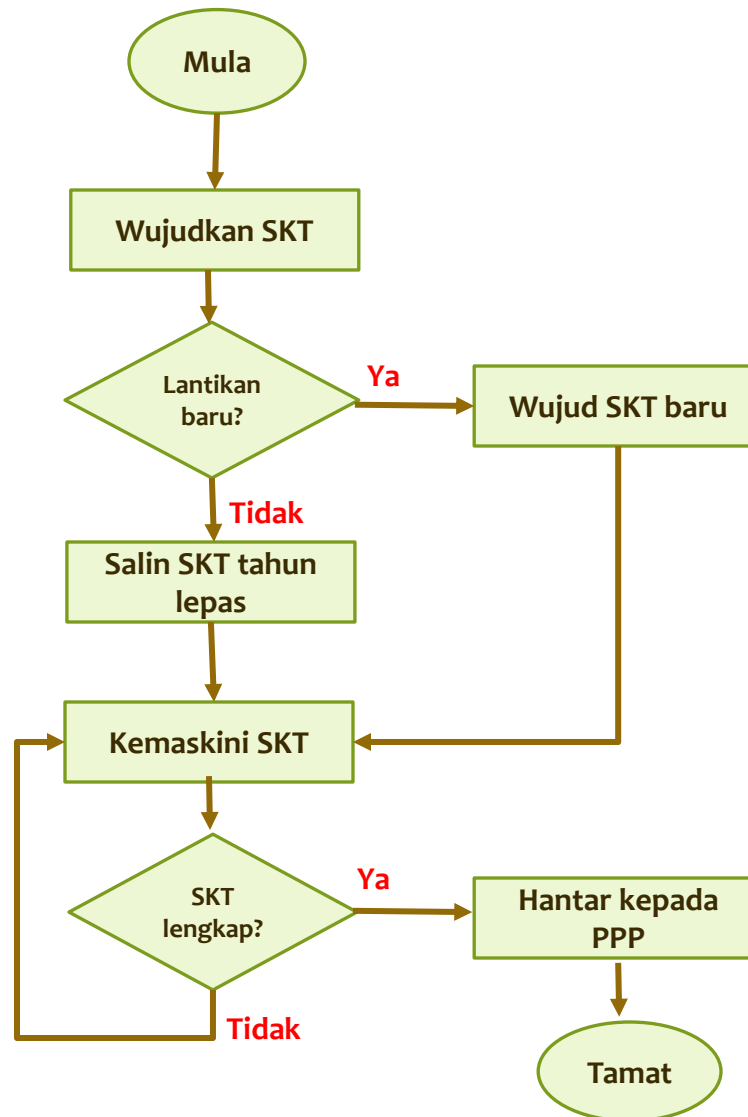 Mula
Wujudkan SKT
Lantikan
baru?
Ya
Wujud SKT baru
Tidak
Salin SKT tahun
lepas
Kemaskini SKT
SKT
lengkap?
Ya
Hantar kepada
PPP
Tidak
Tamat